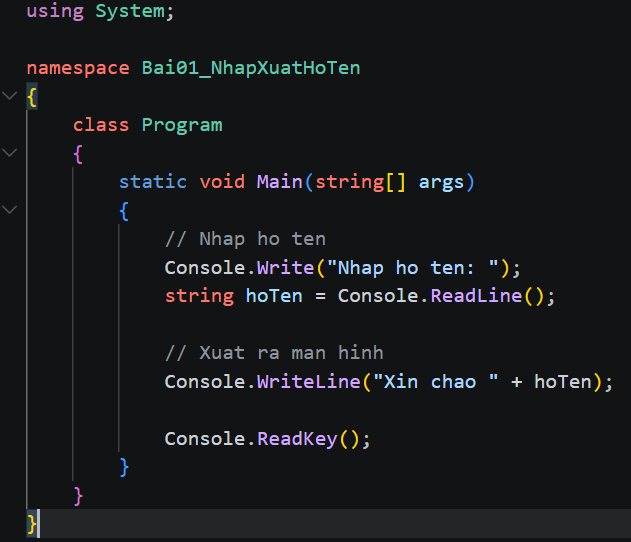 using System;
namespace Bai01_NhapXuatHoTen
{
class Program
{
static void Main(string[] args)
{
// Nhap ho ten
Console.Write("Nhap ho ten: ");
string hoTen = Console.ReadLine();
// Xuat ra man hinh
Console.WriteLine("Xin chao " + hoTen);
Console.ReadKey();
}
}
}